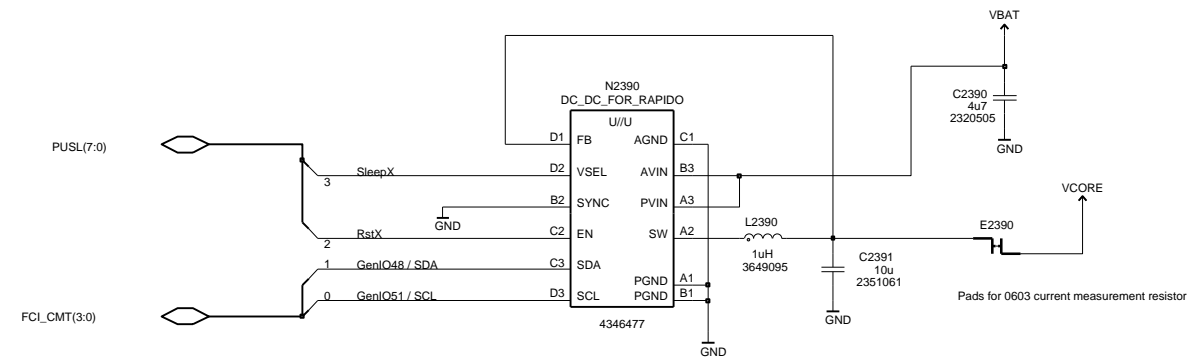 VBAT
N2390
DC_DC_FOR_RAPIDO
C2390
4u7
2320505
U//U
PUSL(7:0)
D1 FB AGND C1
GND
3 SleepX D2 VSEL AVIN B3
VCORE
GND B2 SYNC PVIN A3
L2390
E2390
2 RstX C2 EN SW A2
1uH
3649095
C2391
10u
2351061
1 GenIO48 / SDA C3 SDA
PGND A1
0 GenIO51 / SCL D3 SCL PGND B1
Pads for 0603 current measurement resistor
FCI_CMT(3:0)
4346477
GND
GND